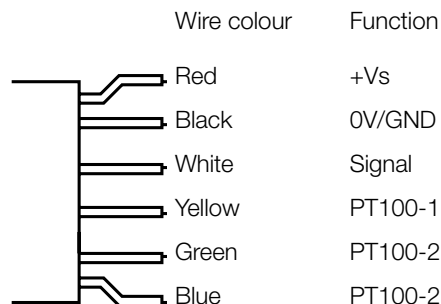 Wire colour Function
Red +Vs
Black 0V/GND
White Signal
Yellow PT100-1
Green PT100-2
Blue PT100-2